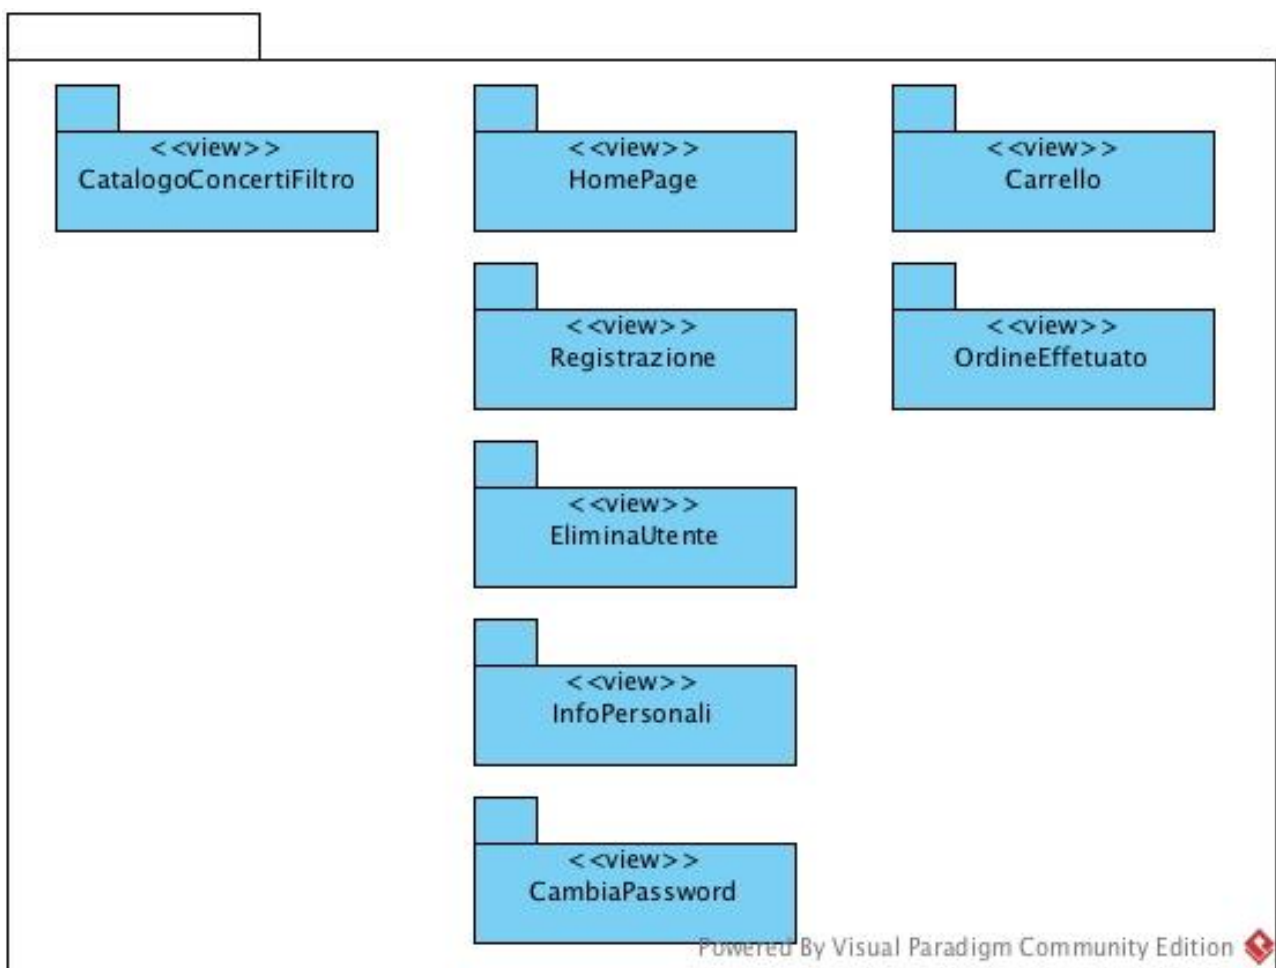 <<view>>
CatalogoConcertiFiltro
<<view>>
HomePage
<<view>>
Carrello
<<view>>
Registrazione
<<view>>
OrdineEffetuato
<<view>>
EliminaUtente
<<view>>
InfoPersonali
<<view>>
CambiaPassword
Powered By Visual Paradigm Community Edition